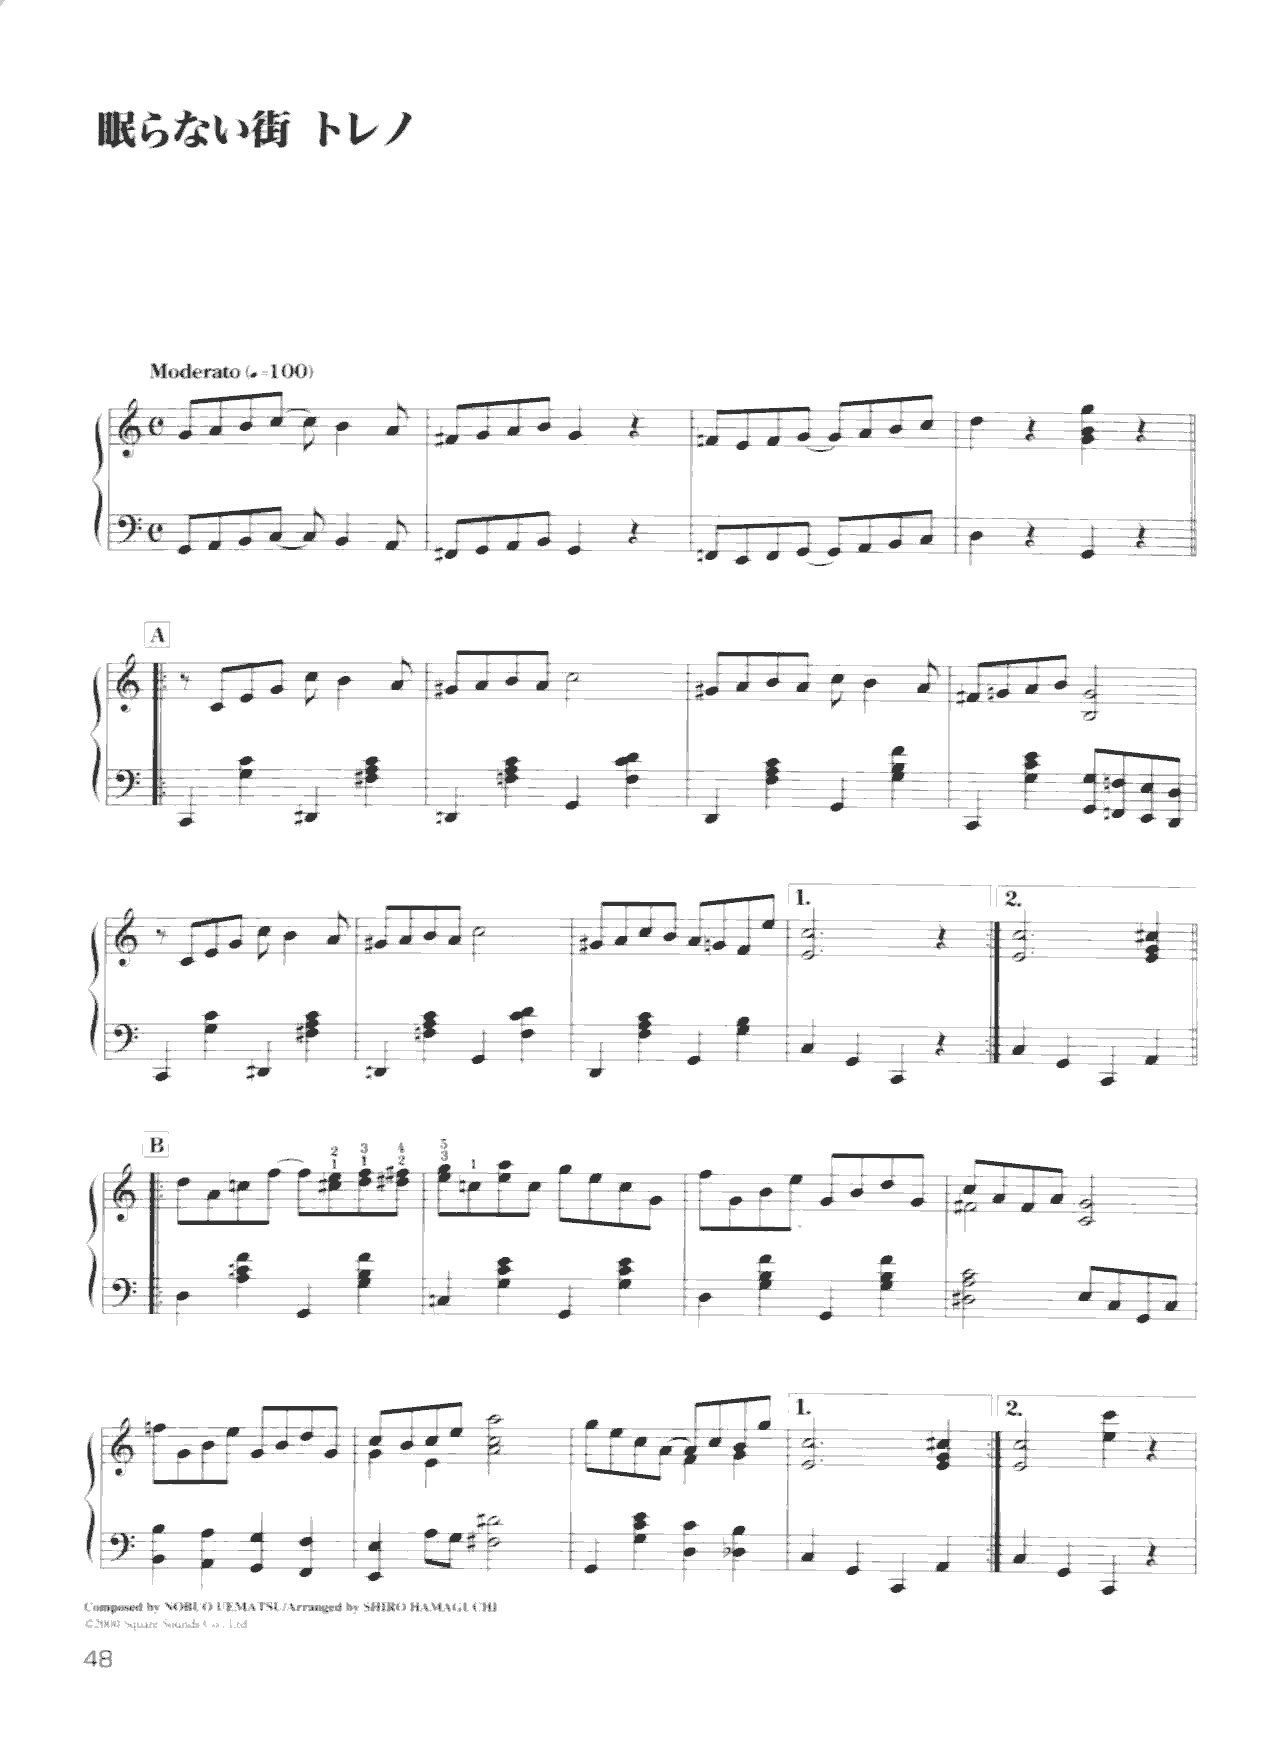 眠らない街 トレノ
Moderato (♩=100)
A
1. 2.
B
2 3 4 5
1 1 2 3 1
1. 2.
Composed by NOBUO UEMATSU/Arranged by SHIRO HAMAGUCHI
©2000 Square Sounds Co., Ltd
48